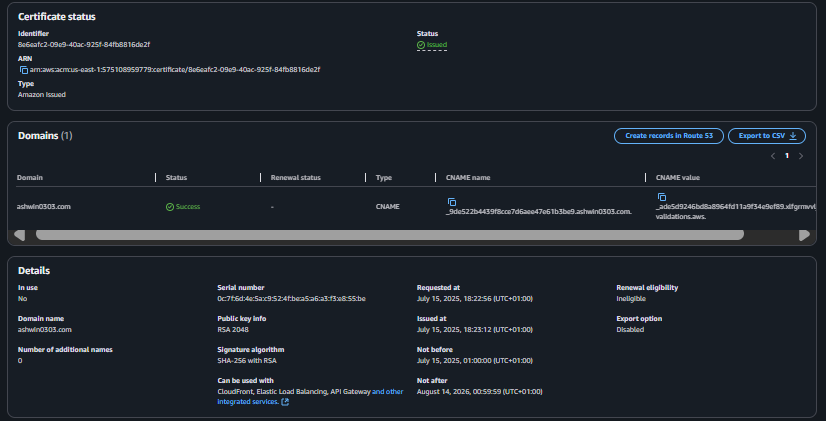 Certificate status
Identifier
8e6eafc2-09e9-40ac-925f-84fb8816de2f
Status
Issued
ARN
arn:aws:acm:us-east-1:575108959779:certificate/8e6eafc2-09e9-40ac-925f-84fb8816de2f
Type
Amazon Issued
Domains (1)
Create records in Route 53
Export to CSV
1
Domain
Status
Renewal status
Type
CNAME name
CNAME value
ashwin0303.com
Success
-
CNAME
_9de522b4439f8cce7d6aee47e61b3be9.ashwin0303.com.
_ade5d9246bd8a8964fd11a9f34e9ef89.xlfgrmvvl
validations.aws.
Details
In use
No
Serial number
0c:7f:6d:4e:5a:c9:52:4f:be:a5:a6:a3:f3:e8:55:be
Requested at
July 15, 2025, 18:22:56 (UTC+01:00)
Renewal eligibility
Ineligible
Domain name
ashwin0303.com
Public key info
RSA 2048
Issued at
July 15, 2025, 18:23:12 (UTC+01:00)
Export option
Disabled
Number of additional names
0
Signature algorithm
SHA-256 with RSA
Not before
July 15, 2025, 01:00:00 (UTC+01:00)
Can be used with
CloudFront, Elastic Load Balancing, API Gateway and other
integrated services.
Not after
August 14, 2026, 00:59:59 (UTC+01:00)